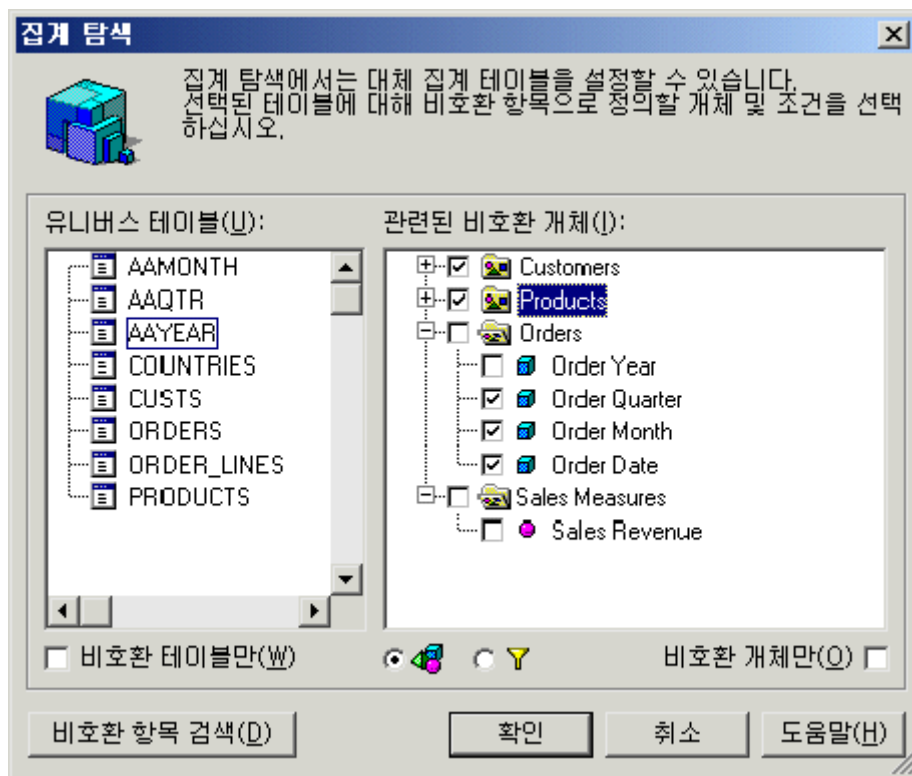 집계 탐색
집계 탐색에서는 대체 집계 테이블을 설정할 수 있습니다.
선택된 테이블에 대해 비호환 항목으로 정의할 개체 및 조건을 선택
하십시오.
유니버스 테이블(U):
AAMONTH
AAQTR
AAYEAR
COUNTRIES
CUSTS
ORDERS
ORDER_LINES
PRODUCTS
관련된 비호환 개체(I):
Customers
Products
Orders
Order Year
Order Quarter
Order Month
Order Date
Sales Measures
Sales Revenue
비호환 테이블만(W)
비호환 개체만(O)
비호환 항목 검색(D)
확인
취소
도움말(H)